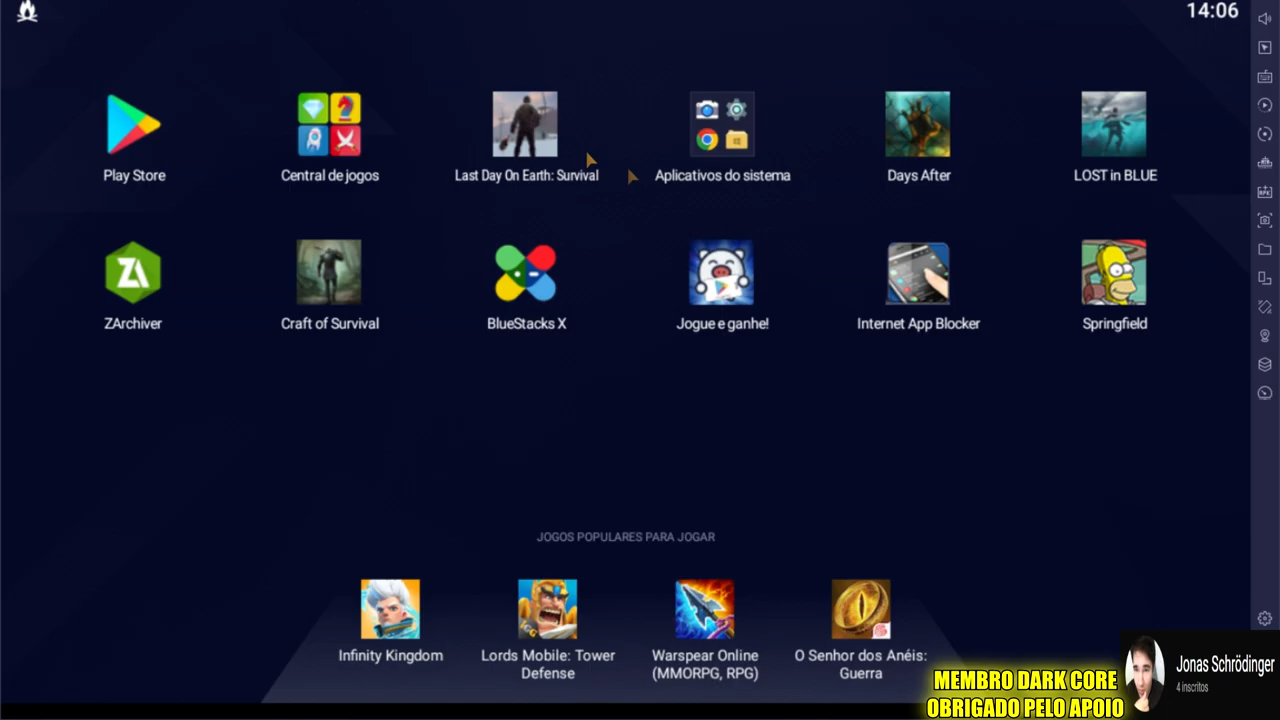 14:06
Play Store
Central de jogos
Last Day On Earth: Survival
Aplicativos do sistema
Days After
LOST in BLUE
ZArchiver
Craft of Survival
BlueStacks X
Jogue e ganhe!
Internet App Blocker
Springfield
JOGOS POPULARES PARA JOGAR
Infinity Kingdom
Lords Mobile: Tower
Defense
Warspear Online
(MMORPG, RPG)
O Senhor dos Anéis:
Guerra
MEMBRO DARK CORE
OBRIGADO PELO APOIO
Jonas Schrödinger
4 inscritos